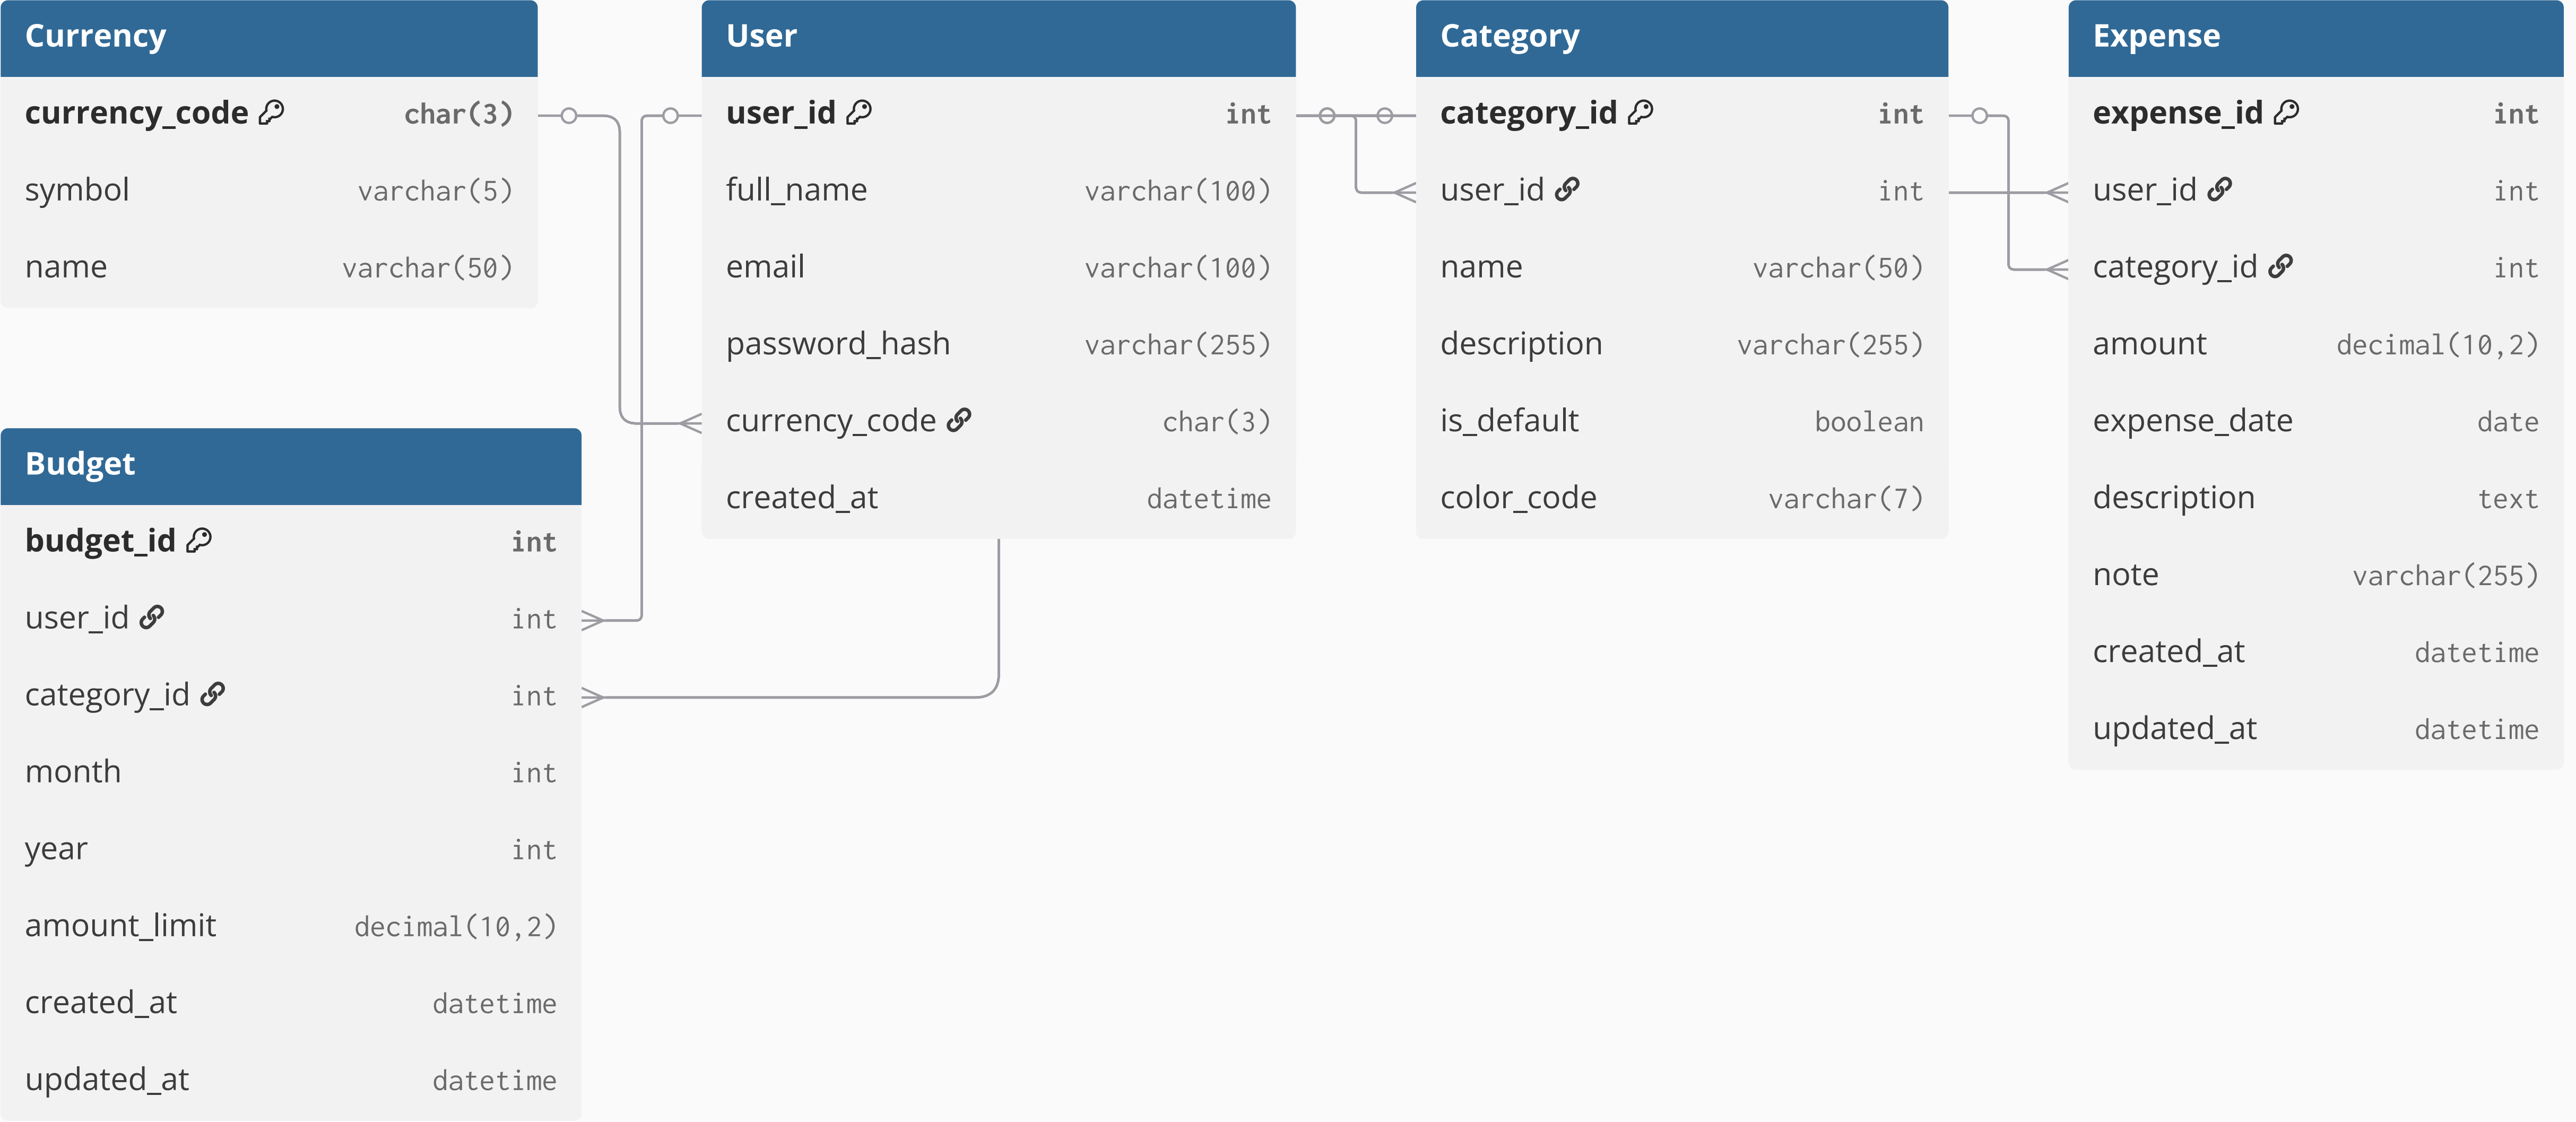 Currency
currency_code char(3)
symbol varchar(5)
name varchar(50)
User
user_id int
full_name varchar(100)
email varchar(100)
password_hash varchar(255)
currency_code char(3)
created_at datetime
Category
category_id int
user_id int
name varchar(50)
description varchar(255)
is_default boolean
color_code varchar(7)
Expense
expense_id int
user_id int
category_id int
amount decimal(10,2)
expense_date date
description text
note varchar(255)
created_at datetime
updated_at datetime
Budget
budget_id int
user_id int
category_id int
month int
year int
amount_limit decimal(10,2)
created_at datetime
updated_at datetime